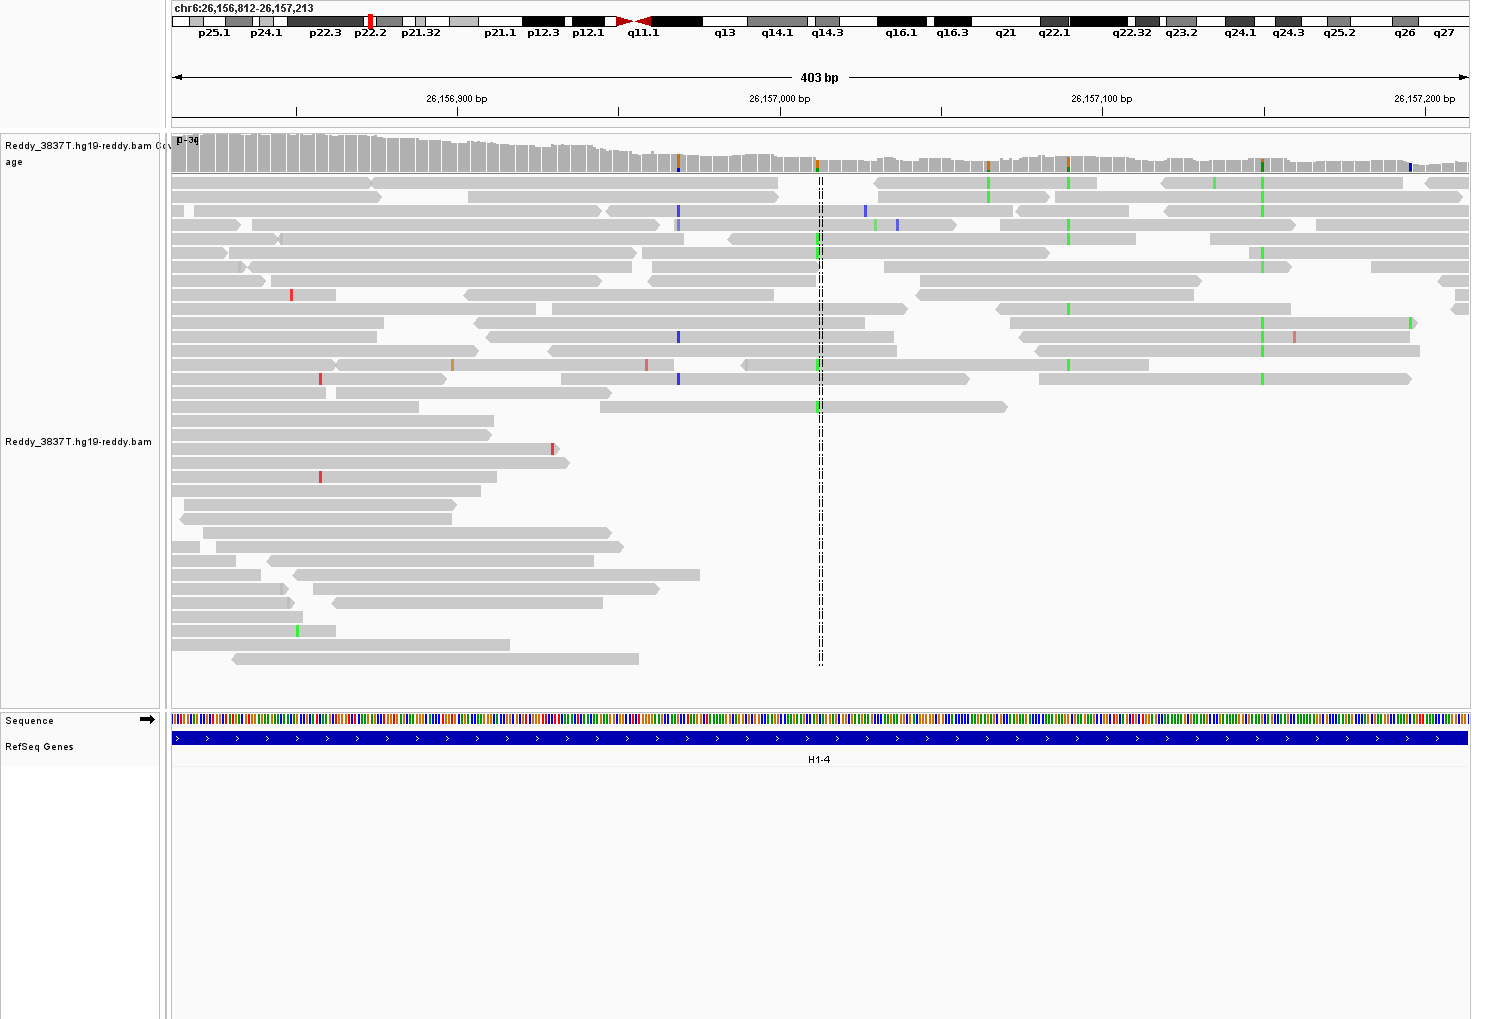 chr6:26,156,812-26,157,213
p25.1 p24.1 p22.3 p22.2 p21.32 p21.1 p12.3 p12.1 q11.1 q13 q14.1 q14.3 q16.1 q16.3 q21 q22.1 q22.32 q23.2 q24.1 q24.3 q25.2 q26 q27
403 bp
26,156,900 bp 26,157,000 bp 26,157,100 bp 26,157,200 bp
Reddy_3837T.hg19-reddy.bam Cov
age
Reddy_3837T.hg19-reddy.bam
Sequence
RefSeq Genes
H1-4